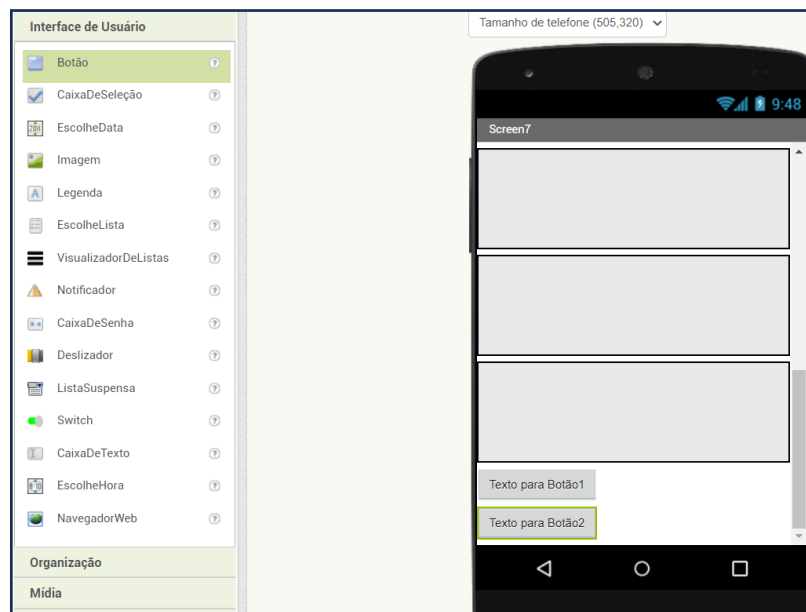 Interface de Usuário
Botão
CaixaDeSeleção
EscolheData
Imagem
Legenda
EscolheLista
VisualizadorDeListas
Notificador
CaixaDeSenha
Deslizador
ListaSuspensa
Switch
CaixaDeTexto
EscolheHora
NavegadorWeb
Organização
Mídia
Tamanho de telefone (505,320)
9:48
Screen7
Texto para Botão1
Texto para Botão2